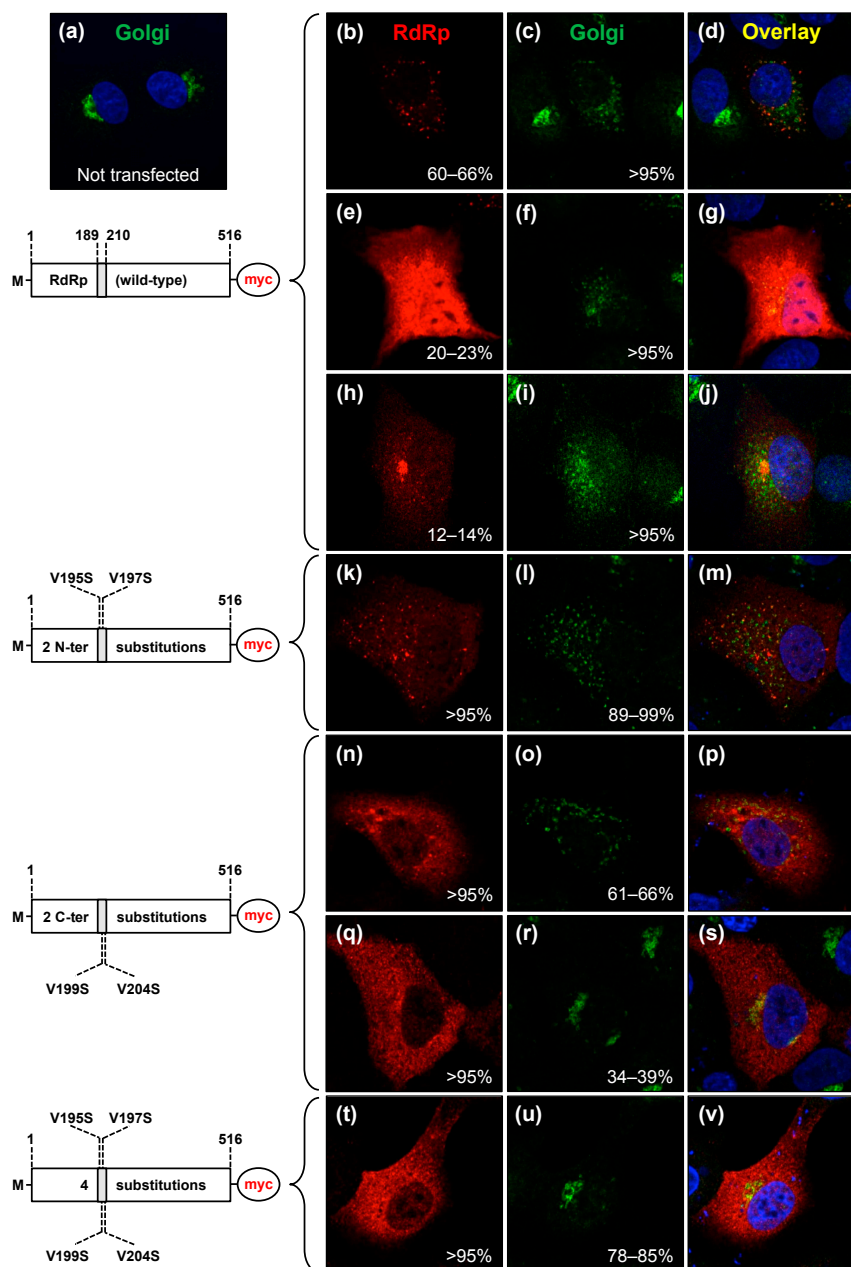 (a) Golgi
Not transfected
(b) RdRp
60–66%
(c) Golgi
>95%
(d) Overlay
1 189 210 516
M RdRp (wild-type) myc
(e)
20–23%
(f)
>95%
(g)
(h)
12–14%
(i)
>95%
(j)
V195S V197S
1 516
M 2 N-ter substitutions myc
(k)
>95%
(l)
89–99%
(m)
1 516
M 2 C-ter substitutions myc
V199S V204S
(n)
>95%
(o)
61–66%
(p)
(q)
>95%
(r)
34–39%
(s)
V195S V197S
1 516
M 4 substitutions myc
V199S V204S
(t)
>95%
(u)
78–85%
(v)